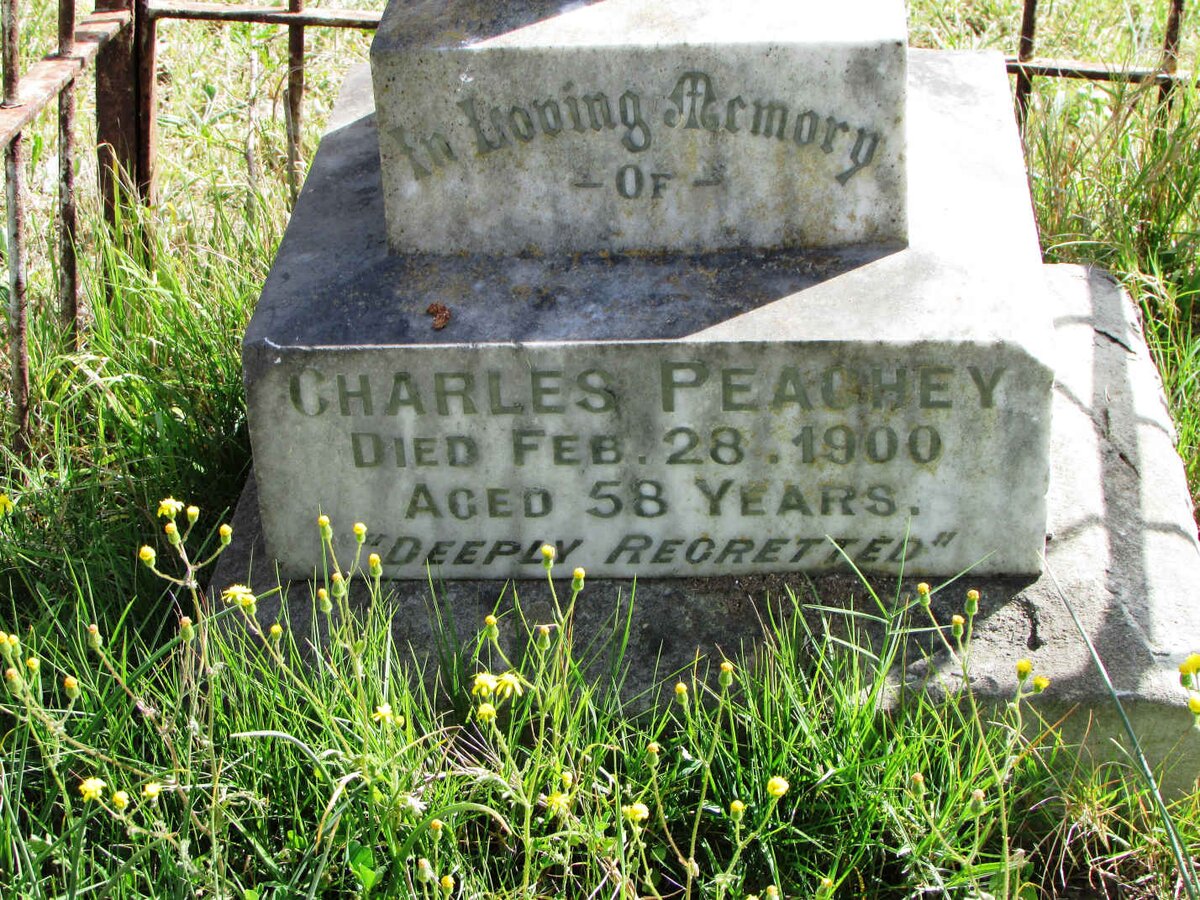 In Loving Memory
- OF -
CHARLES PEACHEY
DIED FEB. 28. 1900
AGED 58 YEARS.
"DEEPLY REGRETTED"